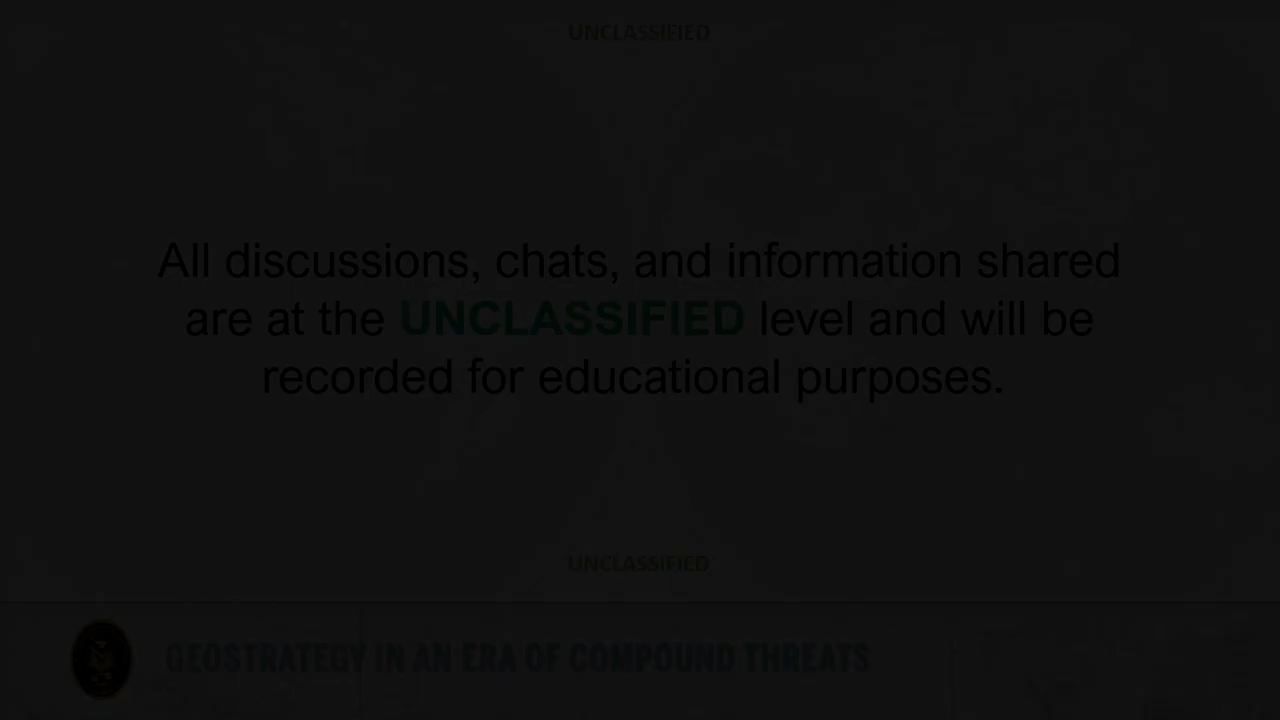 UNCLASSIFIED
All discussions, chats, and information shared
are at the UNCLASSIFIED level and will be
recorded for educational purposes.
UNCLASSIFIED
GEOSTRATEGY IN AN ERA OF COMPOUND THREATS